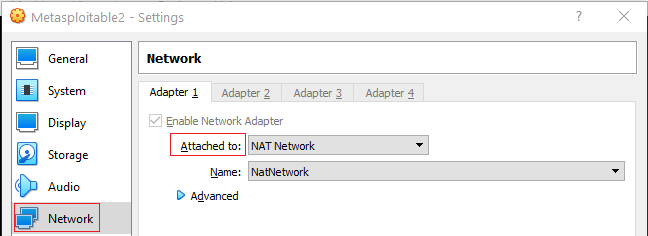 Metasploitable2 - Settings
?
General
System
Display
Storage
Audio
Network
Network
Adapter 1
Adapter 2
Adapter 3
Adapter 4
Enable Network Adapter
Attached to: NAT Network
Name: NatNetwork
Advanced